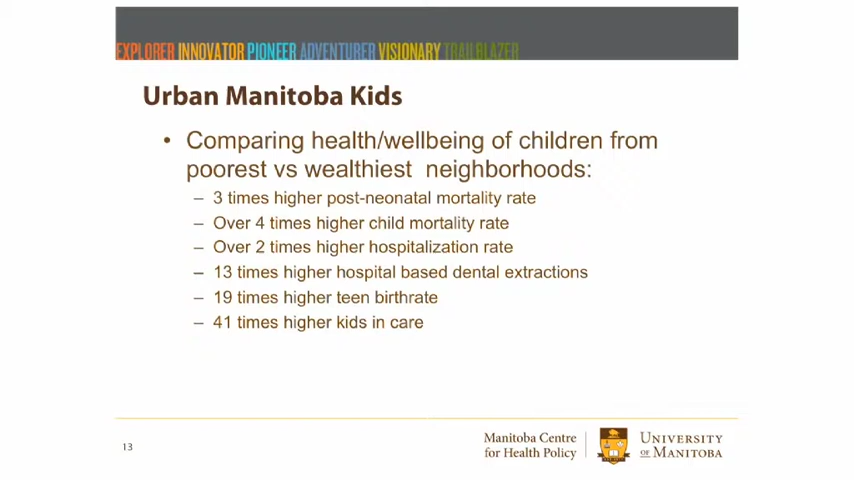 EXPLORER INNOVATOR PIONEER ADVENTURER VISIONARY TRAILBLAZER
Urban Manitoba Kids
• Comparing health/wellbeing of children from
poorest vs wealthiest neighborhoods:
– 3 times higher post-neonatal mortality rate
– Over 4 times higher child mortality rate
– Over 2 times higher hospitalization rate
– 13 times higher hospital based dental extractions
– 19 times higher teen birthrate
– 41 times higher kids in care
13
Manitoba Centre
for Health Policy
UNIVERSITY
OF MANITOBA